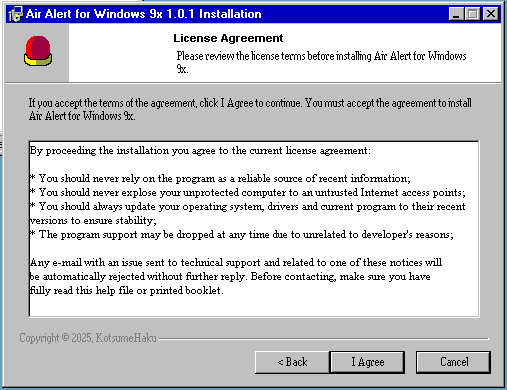 Air Alert for Windows 9x 1.0.1 Installation
License Agreement
Please review the license terms before installing Air Alert for Windows
9x.
If you accept the terms of the agreement, click I Agree to continue. You must accept the agreement to install
Air Alert for Windows 9x.
By proceeding the installation you agree to the current license agreement:
* You should never rely on the program as a reliable source of recent information;
* You should never explose your unprotected computer to an untrusted Internet access points;
* You should always update your operating system, drivers and current program to their recent
versions to ensure stability;
* The program support may be dropped at any time due to unrelated to developer's reasons;
Any e-mail with an issue sent to technical support and related to one of these notices will
be automatically rejected without further reply. Before contacting, make sure you have
fully read this help file or printed booklet.
Copyright © 2025, KotsumeHaku
< Back
I Agree
Cancel